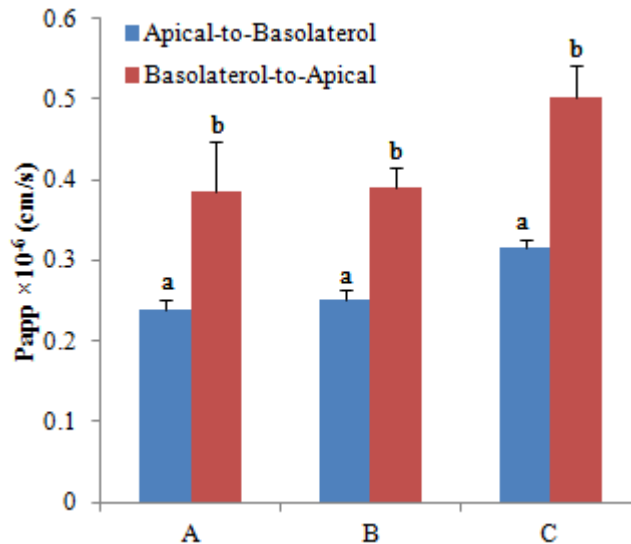 0.6
Apical-to-Basolaterol
Basolaterol-to-Apical
0.5
0.4
0.3
0.2
0.1
0
Papp ×10⁻⁶ (cm/s)
a
b
a
b
a
b
A
B
C